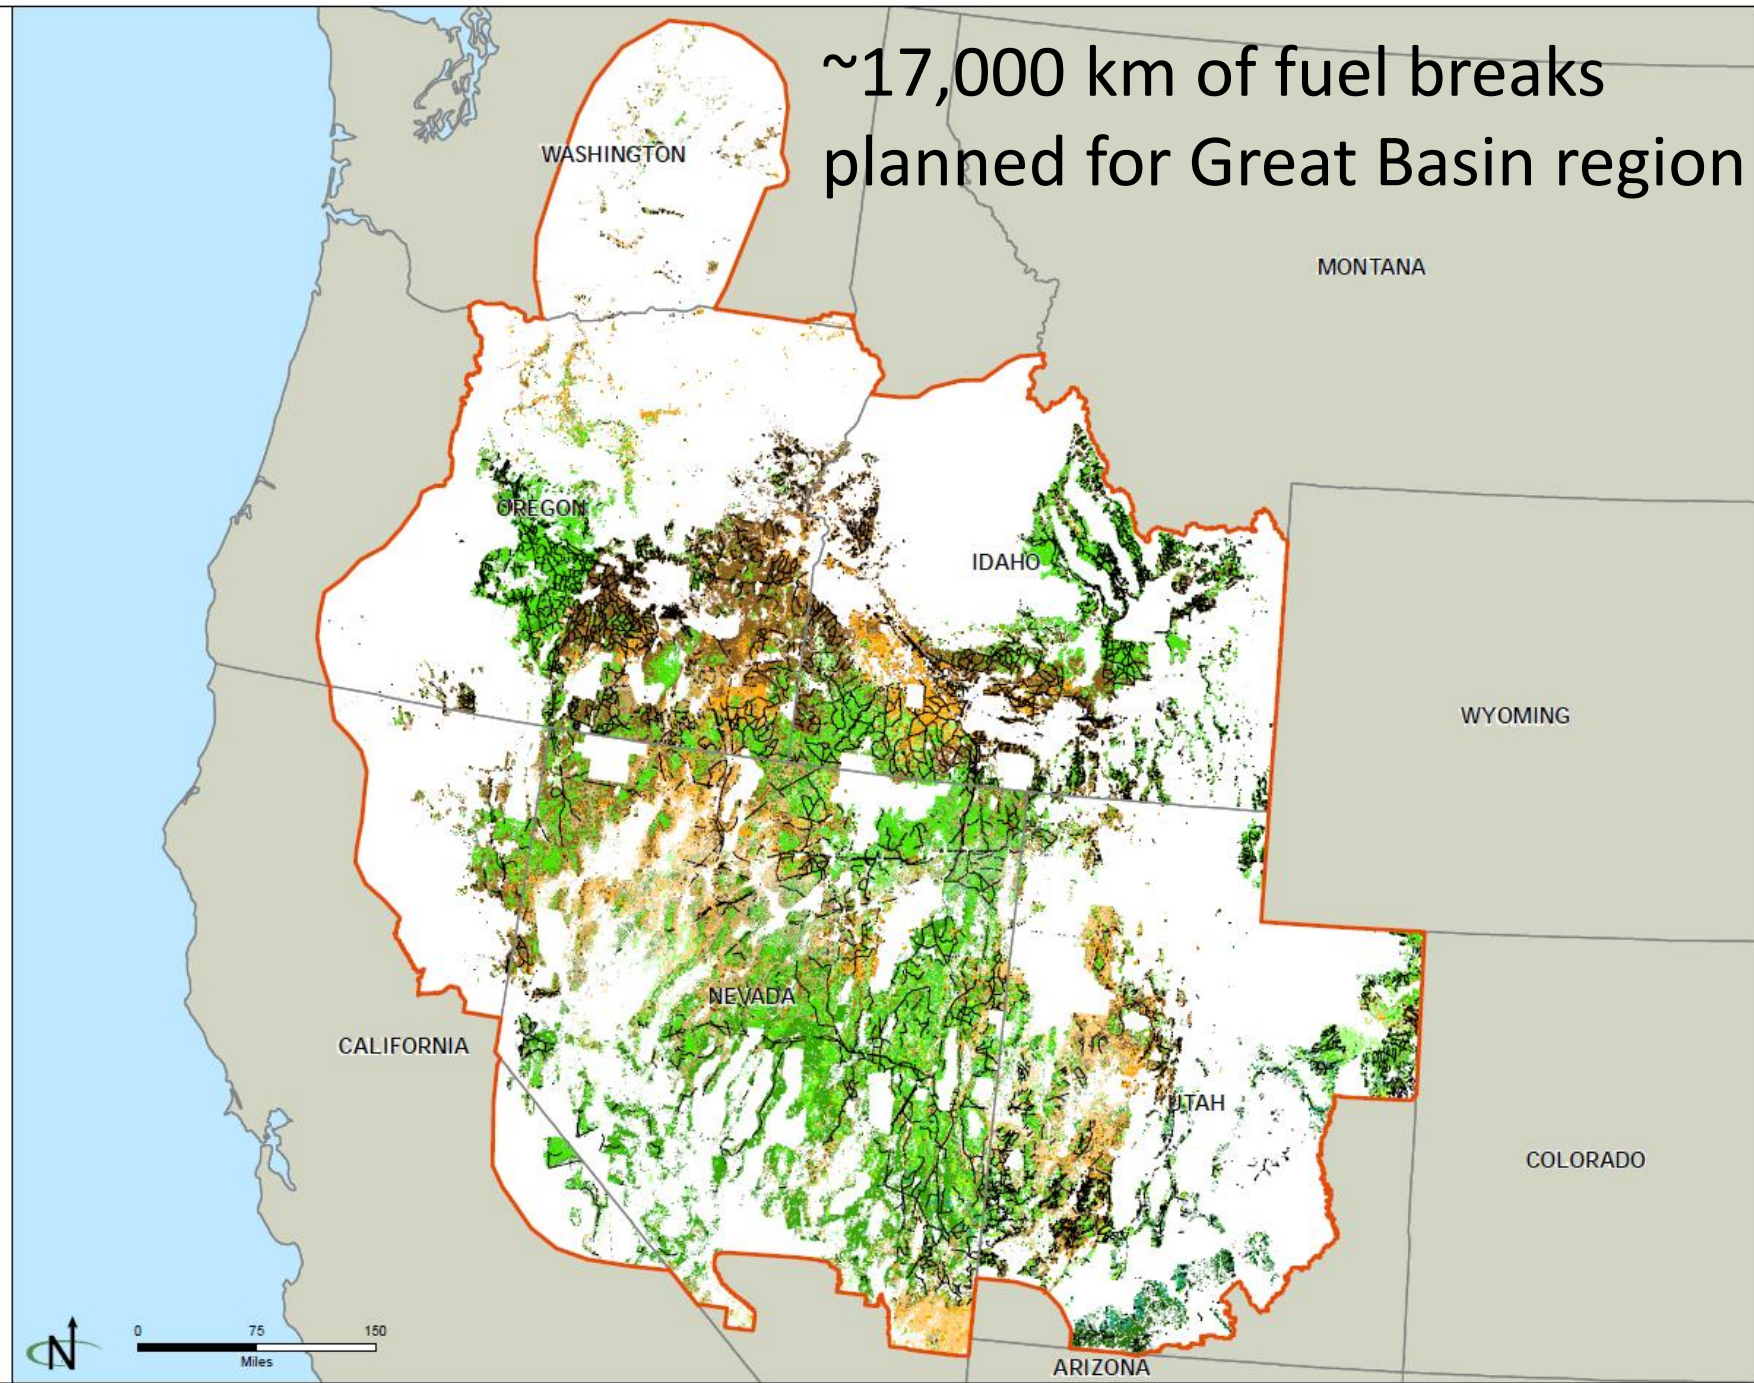 ~17,000 km of fuel breaks
planned for Great Basin region
WASHINGTON
MONTANA
OREGON
IDAHO
WYOMING
NEVADA
CALIFORNIA
UTAH
COLORADO
N
0 75 150
Miles
ARIZONA